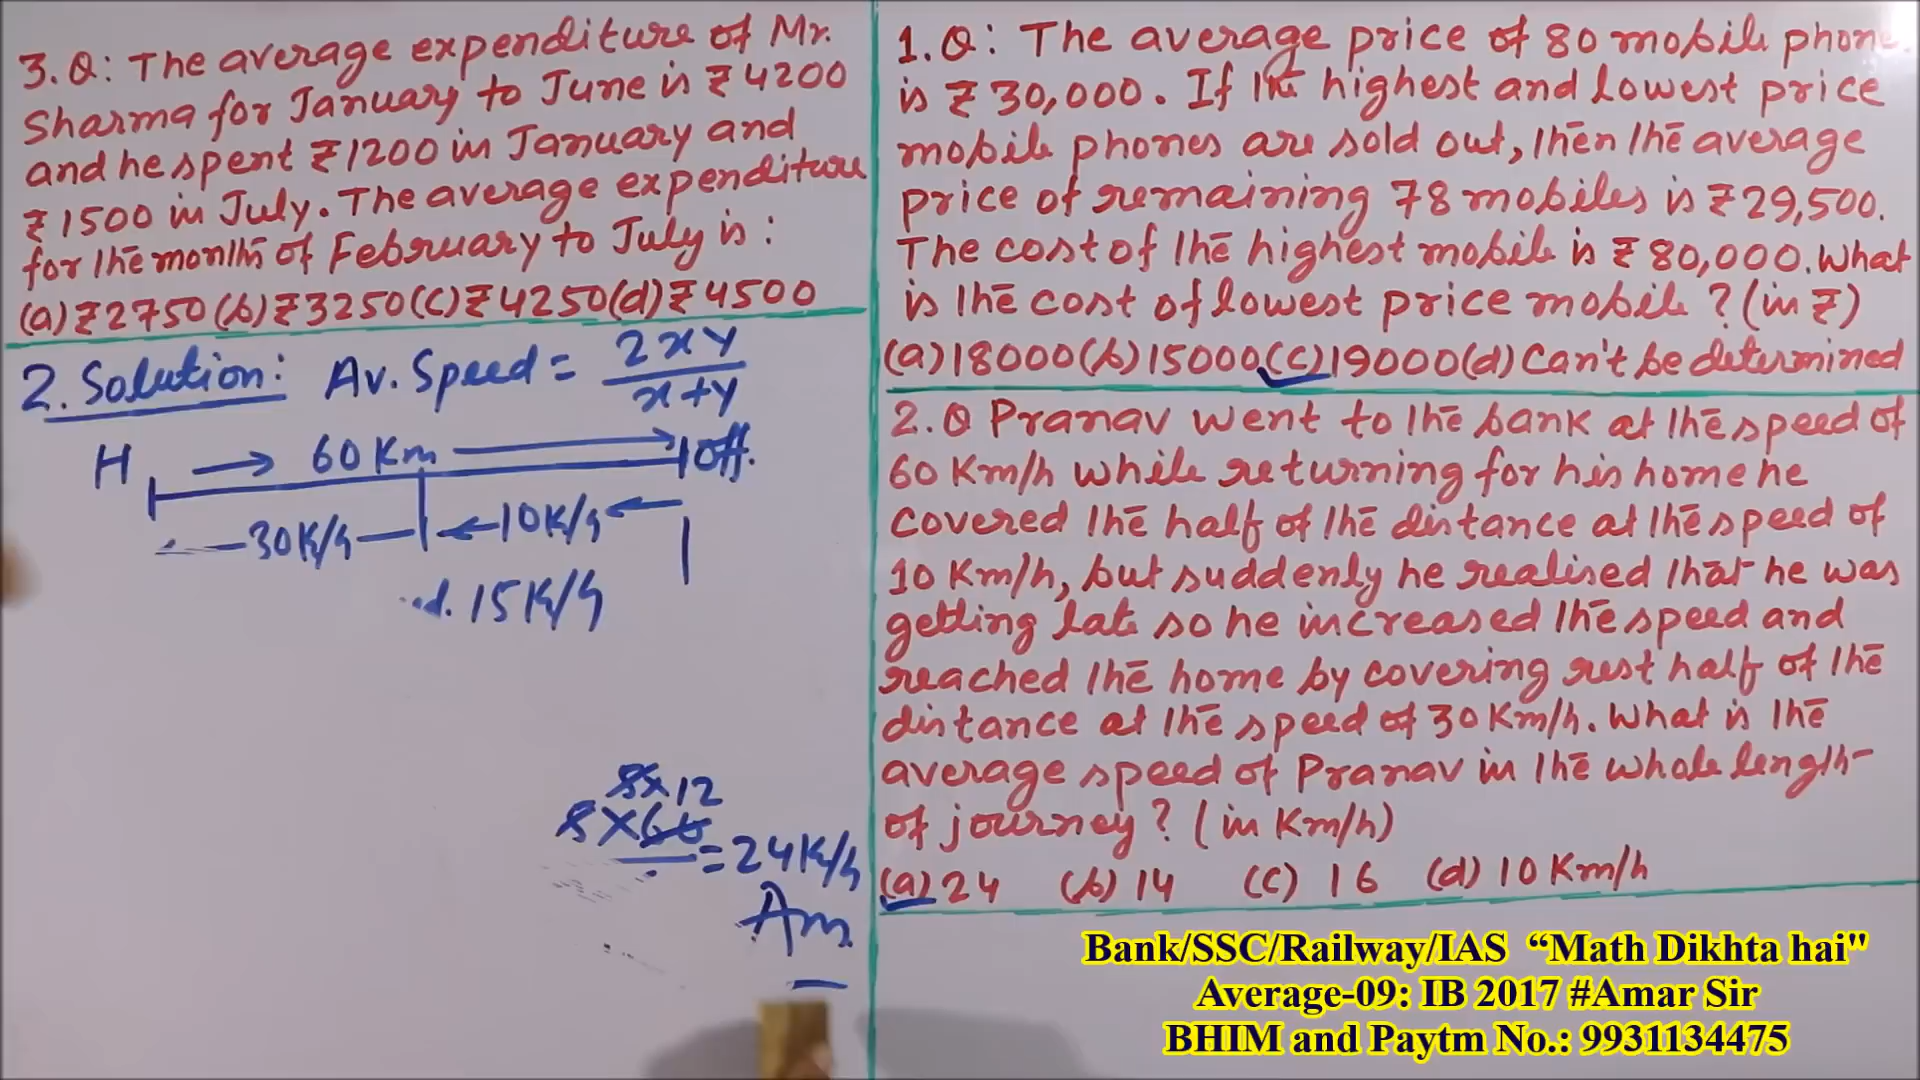 3.Q: The average expenditure of Mr.
Sharma for January to June is ₹4200
and he spent ₹1200 in January and
₹1500 in July. The average expenditure
for the months of February to July is:
(a)₹2750(b)₹3250(c)₹4250(d)₹4500
2. Solution: Av. Speed = 2xy
x+y
H → 60 Km → Off.
30K/h 10K/h
15K/h
8x12
8x60
=24K/h
Ans.
1.Q: The average price of 80 mobile phone
is ₹30,000. If the highest and lowest price
mobile phones are sold out, then the average
price of remaining 78 mobiles is ₹29,500.
The cost of the highest mobile is ₹80,000. What
is the cost of lowest price mobile? (in ₹)
(a)18000(b)15000(c)19000(d)Can't be determined
2.Q Pranav went to the bank at the speed of
60 Km/h while returning for his home he
covered the half of the distance at the speed of
10 Km/h, but suddenly he realised that he was
getting late so he increased the speed and
reached the home by covering rest half of the
distance at the speed of 30 Km/h. What is the
average speed of Pranav in the whole length
of journey? (in Km/h)
(a) 24 (b) 14 (c) 16 (d) 10 Km/h
Bank/SSC/Railway/IAS “Math Dikhta hai"
Average-09: IB 2017 #Amar Sir
BHIM and Paytm No.: 9931134475